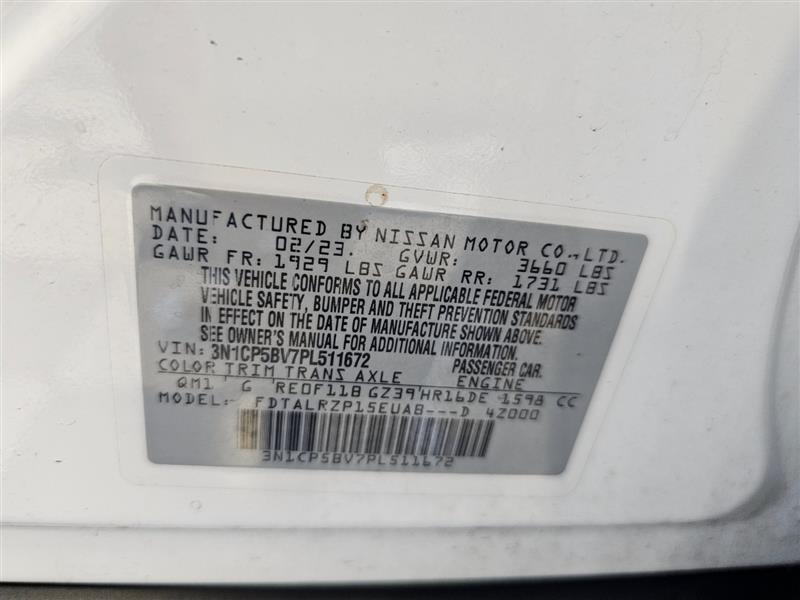 MANUFACTURED BY NISSAN MOTOR CO.,LTD.
DATE: 02/23. GVWR: 3660 LBS
GAWR FR: 1929 LBS GAWR RR: 1731 LBS
THIS VEHICLE CONFORMS TO ALL APPLICABLE FEDERAL MOTOR
VEHICLE SAFETY, BUMPER AND THEFT PREVENTION STANDARDS
IN EFFECT ON THE DATE OF MANUFACTURE SHOWN ABOVE.
SEE OWNER'S MANUAL FOR ADDITIONAL INFORMATION.
VIN: 3N1CP5BV7PL511672 PASSENGER CAR.
COLOR TRIM TRANS AXLE ENGINE
QM1 G RE0F11B GZ39 HR16DE 1598 CC
MODEL FDTALRZP15EUAB---D 4Z000
3N1CP5BV7PL511672